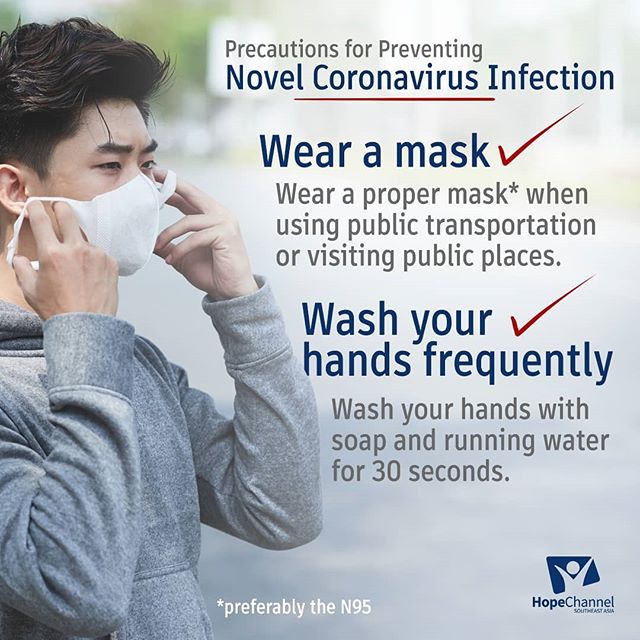 Precautions for Preventing
Novel Coronavirus Infection
Wear a mask
Wear a proper mask* when
using public transportation
or visiting public places.
Wash your
hands frequently
Wash your hands with
soap and running water
for 30 seconds.
*preferably the N95
HopeChannel
SOUTHEAST ASIA